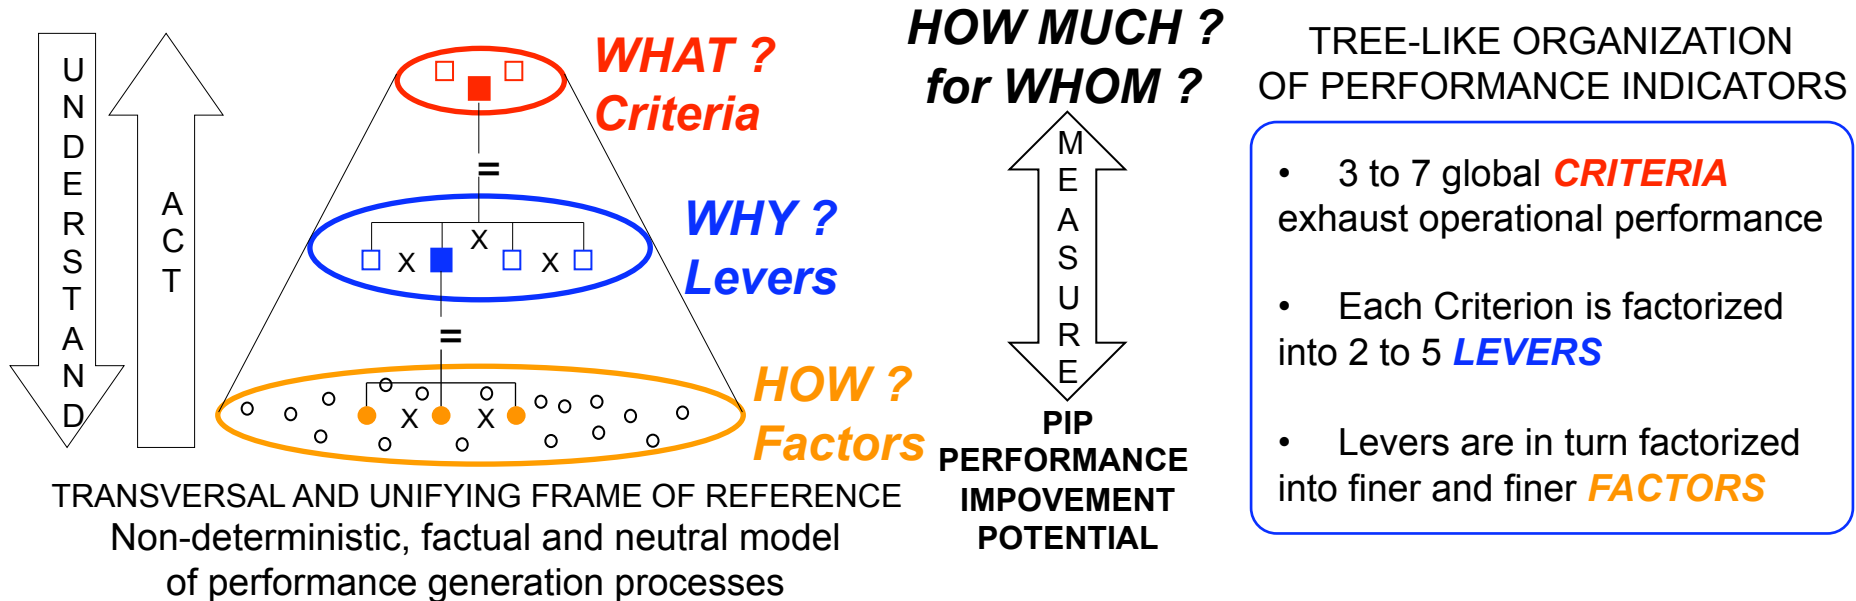 UNDERSTAND
ACT
WHAT ?
Criteria
=
X
X
X
WHY ?
Levers
=
X
X
HOW ?
Factors
TRANSVERSAL AND UNIFYING FRAME OF REFERENCE
Non-deterministic, factual and neutral model
of performance generation processes
HOW MUCH ?
for WHOM ?
MEASURE
PIP
PERFORMANCE
IMPOVEMENT
POTENTIAL
TREE-LIKE ORGANIZATION
OF PERFORMANCE INDICATORS
• 3 to 7 global CRITERIA
exhaust operational performance
• Each Criterion is factorized
into 2 to 5 LEVERS
• Levers are in turn factorized
into finer and finer FACTORS